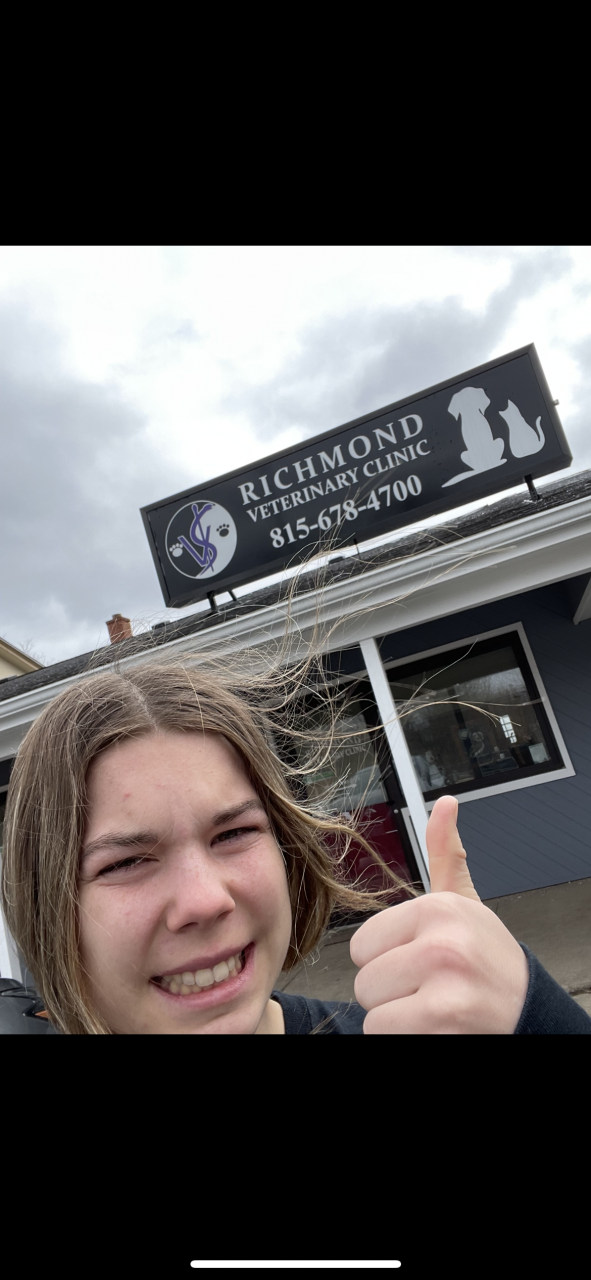 RICHMOND
VETERINARY CLINIC
815-678-4700